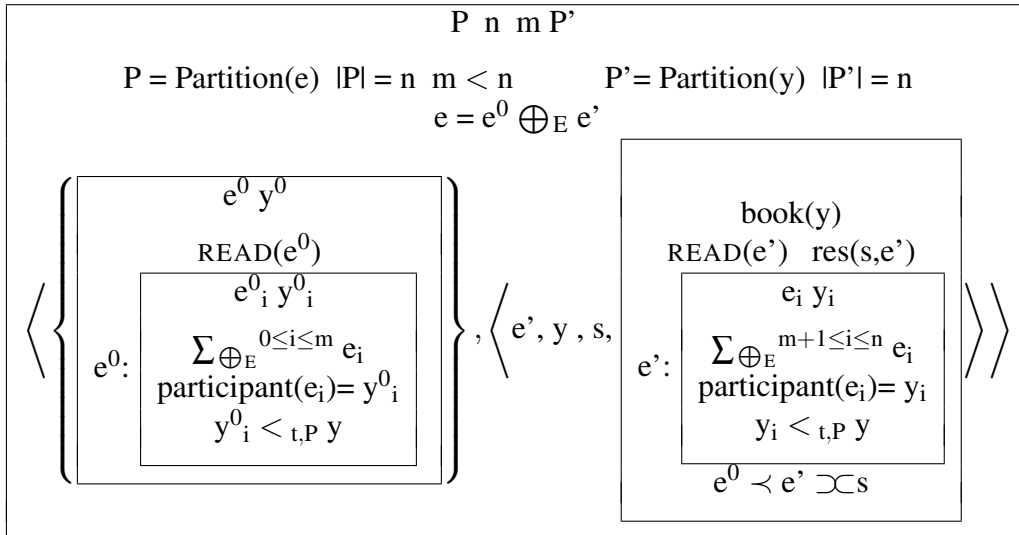 P n m P'
P = Partition(e) |P| = n m < n P'= Partition(y) |P'| = n
e = e⁰ ⊕E e'
e⁰ y⁰
READ(e⁰)
e⁰: 
e⁰i y⁰i
∑⊕E 0≤i≤m ei
participant(ei)= y⁰i
y⁰i < t,P y
, ⟨ e', y , s,
book(y)
READ(e') res(s,e')
e':
ei yi
∑⊕E m+1≤i≤n ei
participant(ei)= yi
yi < t,P y
e⁰ ≺ e' ⊃⊂ s